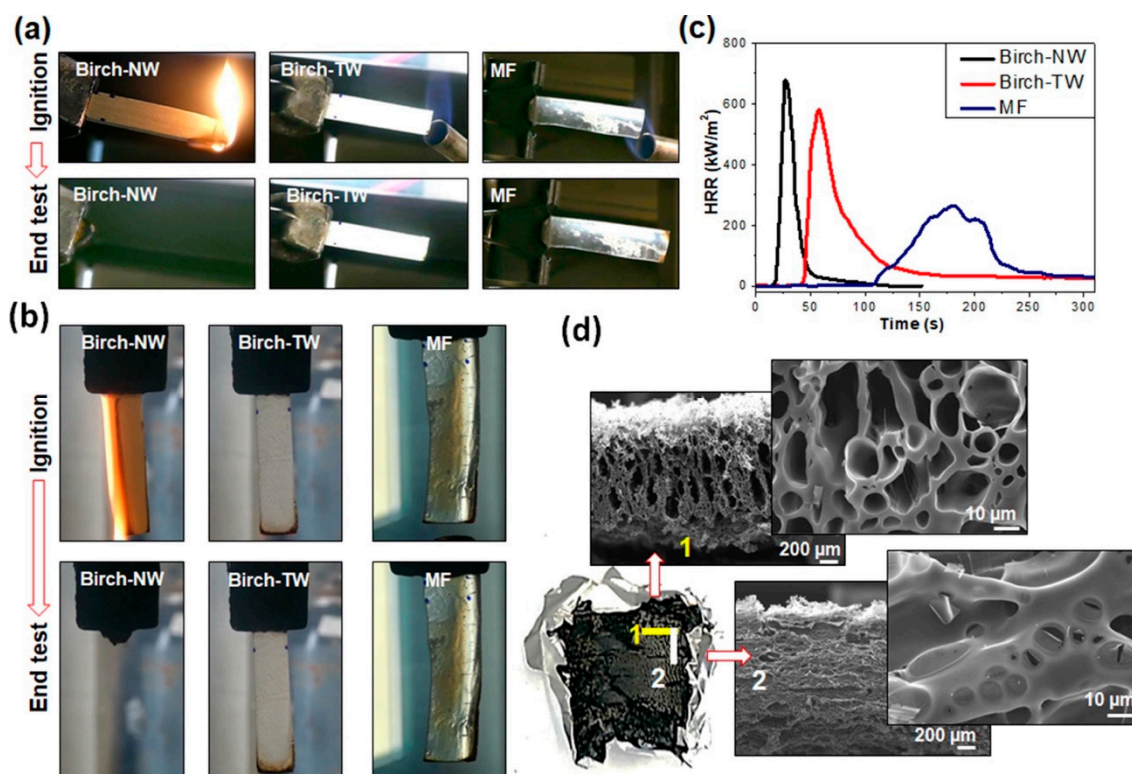 (a)
Ignition
End test
Birch-NW
Birch-TW
MF
Birch-NW
Birch-TW
MF
(b)
Ignition
End test
Birch-NW
Birch-TW
MF
Birch-NW
Birch-TW
MF
(c)
HRR (kW/m²)
800
600
400
200
0
0 50 100 150 200 250 300
Time (s)
Birch-NW
Birch-TW
MF
(d)
1
200 µm
10 µm
1
2
2
200 µm
10 µm